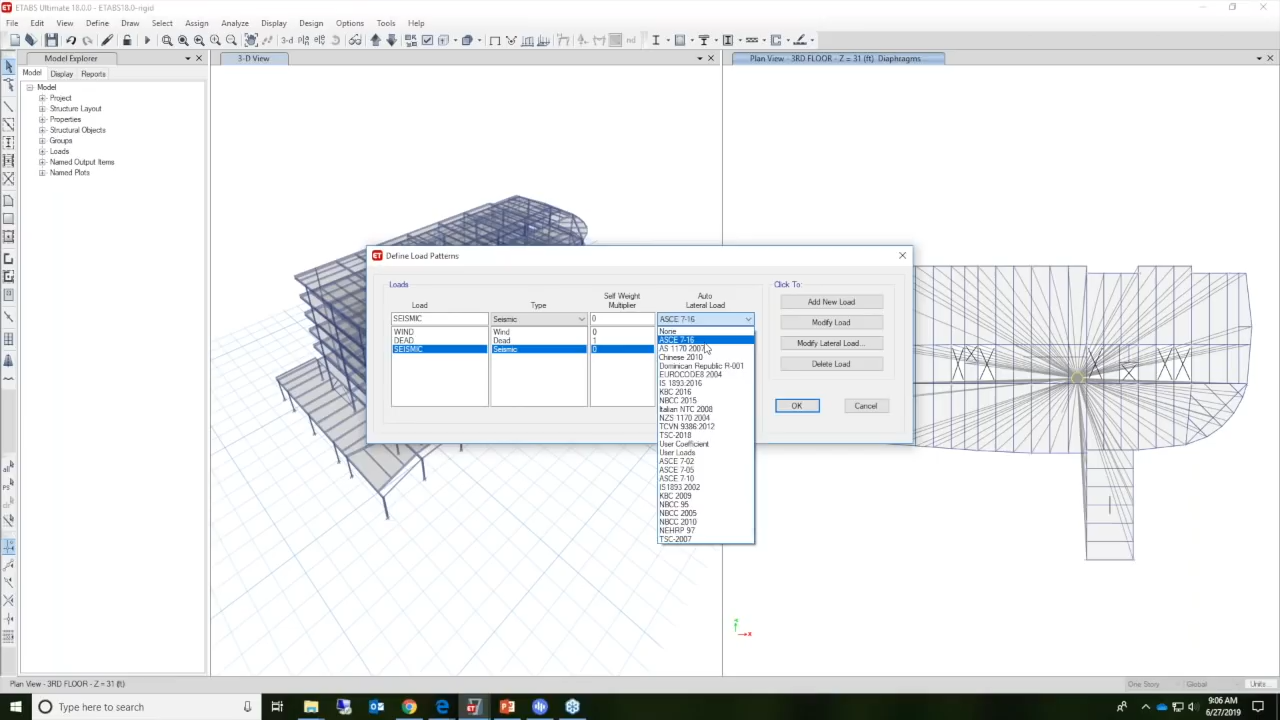 ETABS Ultimate 18.0.0 - ETABS18.0-rigid
File Edit View Define Draw Select Assign Analyze Display Design Options Tools Help
3-d
nd
Model Explorer
Model Display Reports
Model
Project
Structure Layout
Properties
Structural Objects
Groups
Loads
Named Output Items
Named Plots
3-D View
Plan View - 3RD FLOOR - Z = 31 (ft) Diaphragms
Define Load Patterns
Loads
Click To:
Load
Type
Self Weight
Multiplier
Auto
Lateral Load
SEISMIC Seismic 0 ASCE 7-16
WIND Wind 0
DEAD Dead 1
SEISMIC Seismic 0
None
ASCE 7-16
AS 1170 2007
Chinese 2010
Dominican Republic R-001
EUROCODE8 2004
IS 1893:2016
KBC 2016
NBCC 2015
Italian NTC 2008
NZS 1170 2004
TCVN 9386:2012
TSC-2018
User Coefficient
User Loads
ASCE 7-02
ASCE 7-05
ASCE 7-10
IS1893 2002
KBC 2009
NBCC 95
NBCC 2005
NBCC 2010
NEHRP 97
TSC-2007
Add New Load
Modify Load
Modify Lateral Load...
Delete Load
OK
Cancel
X
Plan View - 3RD FLOOR - Z = 31 (ft)
One Story
Global
Units...
Type here to search
9:06 AM
6/27/2019